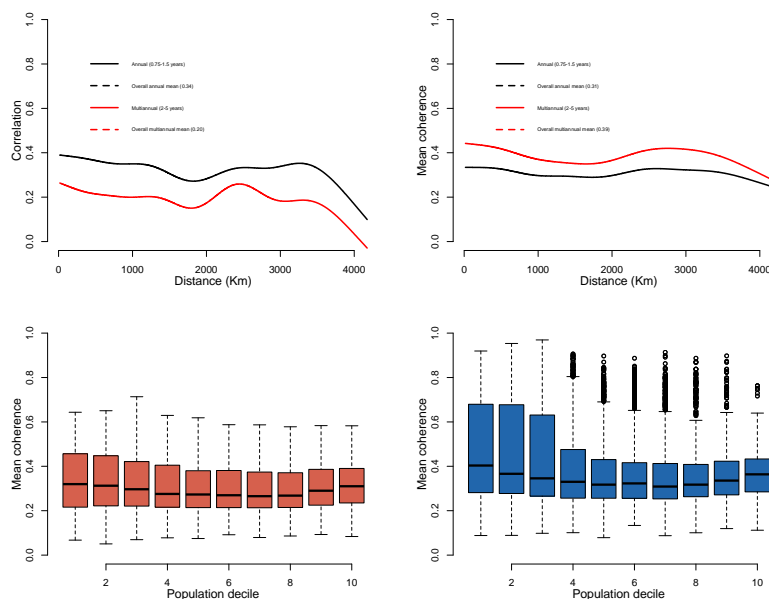 1.0
0.8
0.6
0.4
0.2
0.0
Correlation
Annual (0.75-1.5 years)
Overall annual mean (0.34)
Multiannual (2-5 years)
Overall multiannual mean (0.20)
0 1000 2000 3000 4000
Distance (Km)
1.0
0.8
0.6
0.4
0.2
0.0
Mean coherence
Annual (0.75-1.5 years)
Overall annual mean (0.31)
Multiannual (2-5 years)
Overall multiannual mean (0.39)
0 1000 2000 3000 4000
Distance (Km)
1.0
0.8
0.6
0.4
0.2
0.0
Mean coherence
2 4 6 8 10
Population decile
1.0
0.8
0.6
0.4
0.2
0.0
Mean coherence
2 4 6 8 10
Population decile